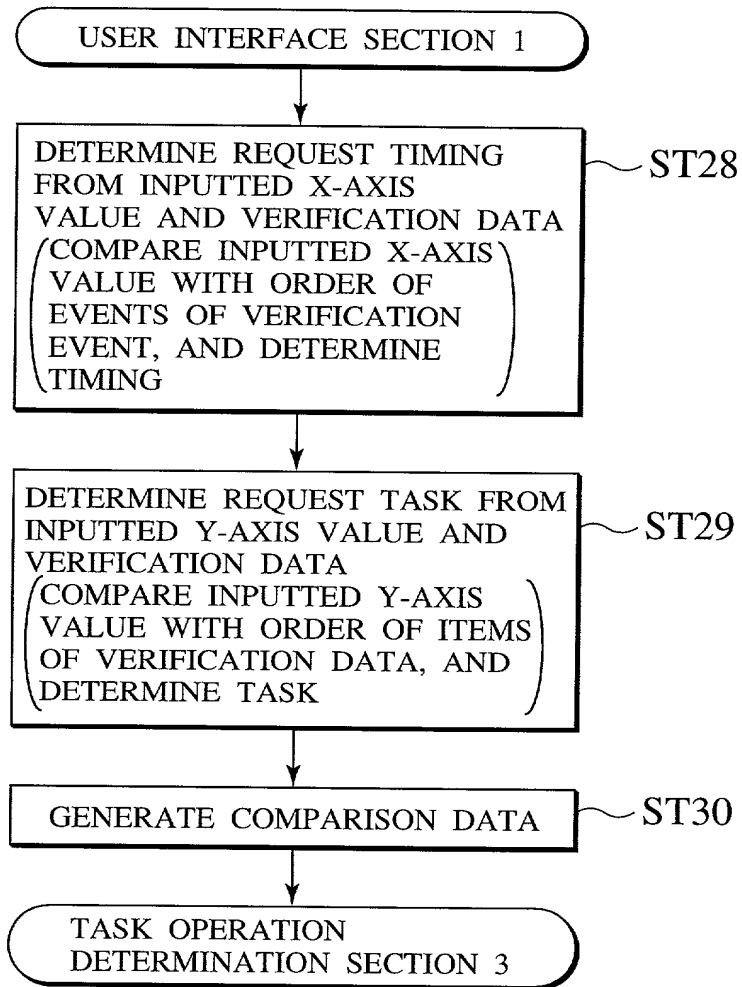 USER INTERFACE SECTION 1
DETERMINE REQUEST TIMING
FROM INPUTTED X-AXIS
VALUE AND VERIFICATION DATA
COMPARE INPUTTED X-AXIS
VALUE WITH ORDER OF
EVENTS OF VERIFICATION
EVENT, AND DETERMINE
TIMING
ST28
DETERMINE REQUEST TASK FROM
INPUTTED Y-AXIS VALUE AND
VERIFICATION DATA
COMPARE INPUTTED Y-AXIS
VALUE WITH ORDER OF ITEMS
OF VERIFICATION DATA, AND
DETERMINE TASK
ST29
GENERATE COMPARISON DATA
ST30
TASK OPERATION
DETERMINATION SECTION 3